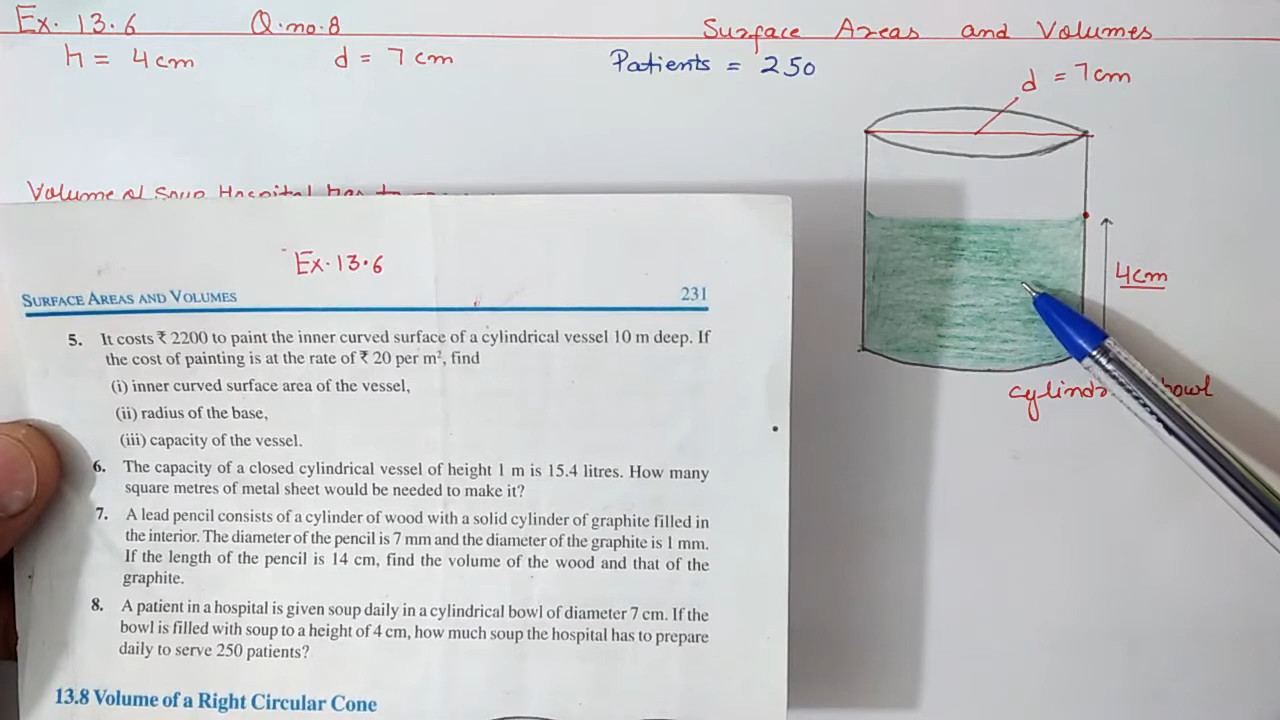 Ex. 13.6 Q.no.8 Surface Areas and Volumes
h = 4cm d = 7cm Patients = 250
d = 7cm
Volume of Soup Hospital has to
4cm
bowl
Ex. 13.6
SURFACE AREAS AND VOLUMES 231
5. It costs ₹ 2200 to paint the inner curved surface of a cylindrical vessel 10 m deep. If
the cost of painting is at the rate of ₹ 20 per m², find
(i) inner curved surface area of the vessel,
(ii) radius of the base,
(iii) capacity of the vessel.
6. The capacity of a closed cylindrical vessel of height 1 m is 15.4 litres. How many
square metres of metal sheet would be needed to make it?
7. A lead pencil consists of a cylinder of wood with a solid cylinder of graphite filled in
the interior. The diameter of the pencil is 7 mm and the diameter of the graphite is 1 mm.
If the length of the pencil is 14 cm, find the volume of the wood and that of the
graphite.
8. A patient in a hospital is given soup daily in a cylindrical bowl of diameter 7 cm. If the
bowl is filled with soup to a height of 4 cm, how much soup the hospital has to prepare
daily to serve 250 patients?
13.8 Volume of a Right Circular Cone